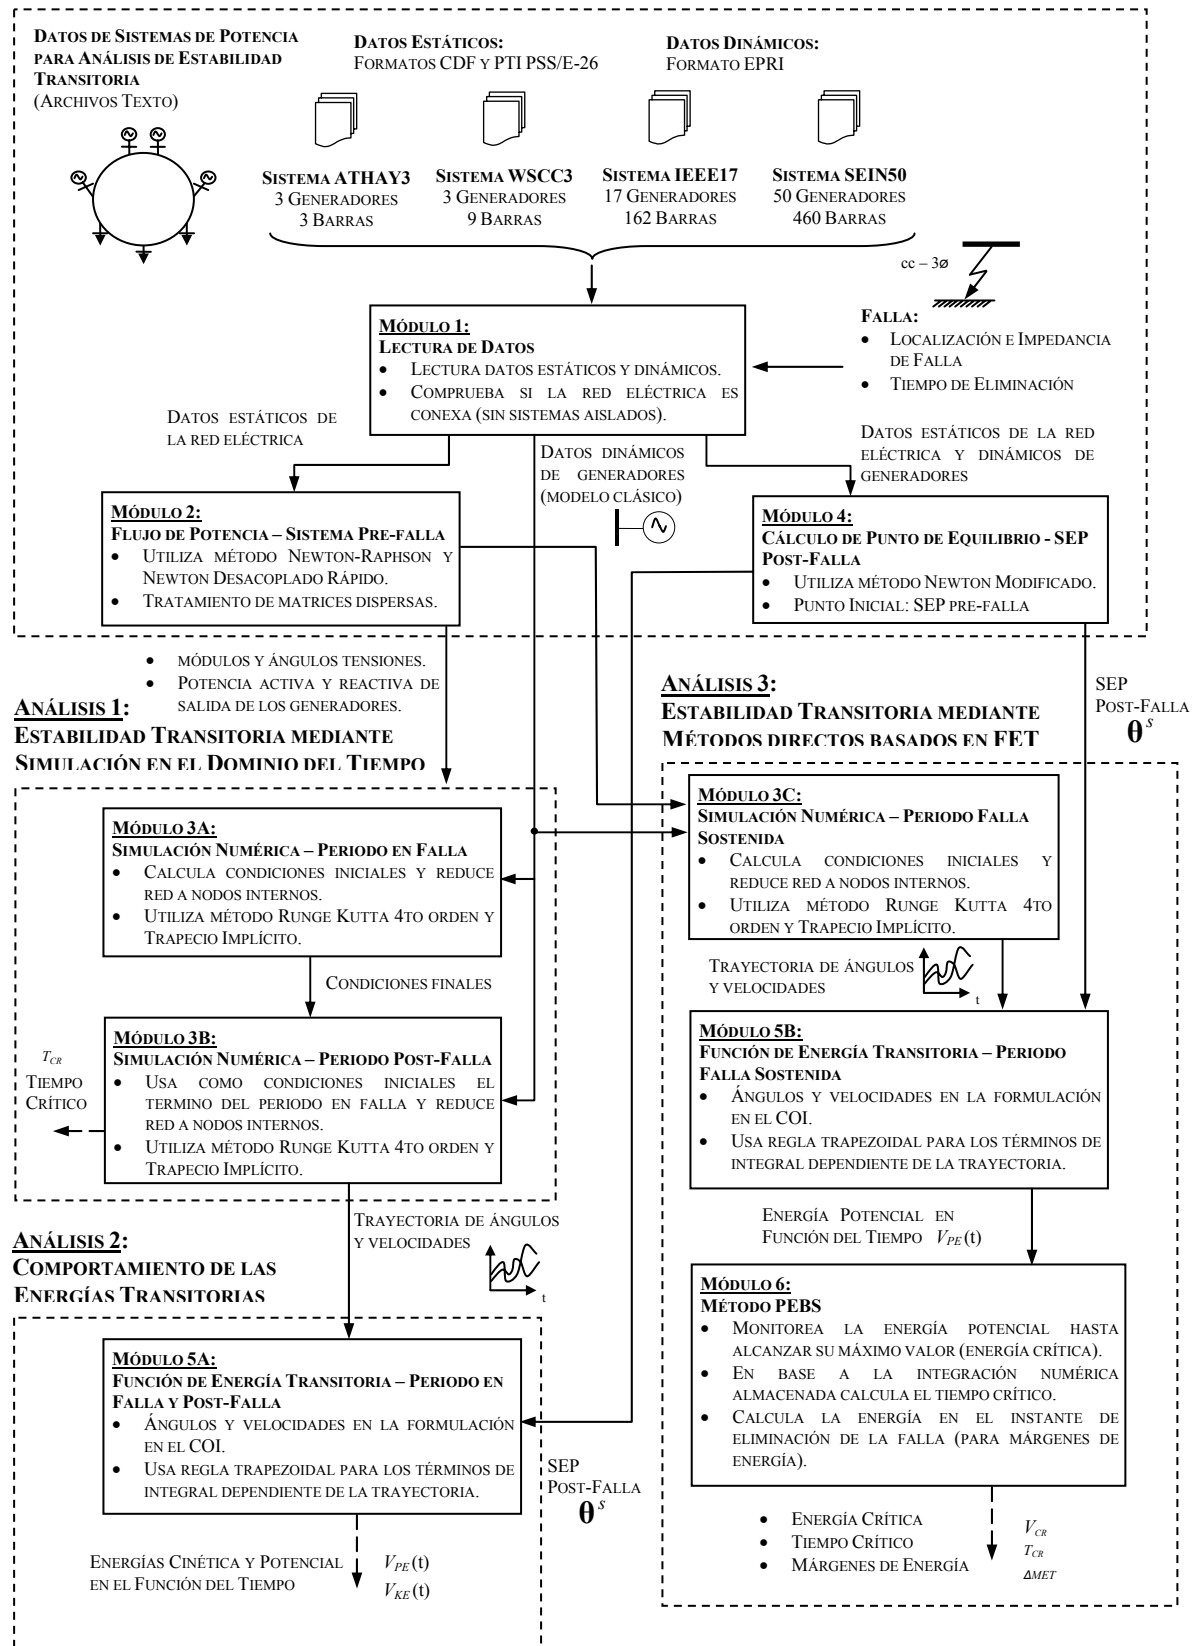 DATOS DE SISTEMAS DE POTENCIA
PARA ANÁLISIS DE ESTABILIDAD
TRANSITORIA
(ARCHIVOS TEXTO)
DATOS ESTÁTICOS:
FORMATOS CDF Y PTI PSS/E-26
DATOS DINÁMICOS:
FORMATO EPRI
SISTEMA ATHAY3
3 GENERADORES
3 BARRAS
SISTEMA WSCC3
3 GENERADORES
9 BARRAS
SISTEMA IEEE17
17 GENERADORES
162 BARRAS
SISTEMA SEIN50
50 GENERADORES
460 BARRAS
cc – 3ø
FALLA:
• LOCALIZACIÓN E IMPEDANCIA
DE FALLA
• TIEMPO DE ELIMINACIÓN
MÓDULO 1:
LECTURA DE DATOS
• LECTURA DATOS ESTÁTICOS Y DINÁMICOS.
• COMPRUEBA SI LA RED ELÉCTRICA ES
CONEXA (SIN SISTEMAS AISLADOS).
DATOS ESTÁTICOS DE
LA RED ELÉCTRICA
DATOS DINÁMICOS
DE GENERADORES
(MODELO CLÁSICO)
DATOS ESTÁTICOS DE LA RED
ELÉCTRICA Y DINÁMICOS DE
GENERADORES
MÓDULO 2:
FLUJO DE POTENCIA – SISTEMA PRE-FALLA
• UTILIZA MÉTODO NEWTON-RAPHSON Y
NEWTON DESACOPLADO RÁPIDO.
• TRATAMIENTO DE MATRICES DISPERSAS.
MÓDULO 4:
CÁLCULO DE PUNTO DE EQUILIBRIO - SEP
POST-FALLA
• UTILIZA MÉTODO NEWTON MODIFICADO.
• PUNTO INICIAL: SEP PRE-FALLA
• MÓDULOS Y ÁNGULOS TENSIONES.
• POTENCIA ACTIVA Y REACTIVA DE
SALIDA DE LOS GENERADORES.
ANÁLISIS 1:
ESTABILIDAD TRANSITORIA MEDIANTE
SIMULACIÓN EN EL DOMINIO DEL TIEMPO
ANÁLISIS 3:
ESTABILIDAD TRANSITORIA MEDIANTE
MÉTODOS DIRECTOS BASADOS EN FET
SEP
POST-FALLA
θ^s
MÓDULO 3A:
SIMULACIÓN NUMÉRICA – PERIODO EN FALLA
• CALCULA CONDICIONES INICIALES Y REDUCE
RED A NODOS INTERNOS.
• UTILIZA MÉTODO RUNGE KUTTA 4TO ORDEN Y
TRAPECIO IMPLÍCITO.
MÓDULO 3C:
SIMULACIÓN NUMÉRICA – PERIODO FALLA
SOSTENIDA
• CALCULA CONDICIONES INICIALES Y
REDUCE RED A NODOS INTERNOS.
• UTILIZA MÉTODO RUNGE KUTTA 4TO
ORDEN Y TRAPECIO IMPLÍCITO.
CONDICIONES FINALES
TRAYECTORIA DE ÁNGULOS
Y VELOCIDADES
t
MÓDULO 3B:
SIMULACIÓN NUMÉRICA – PERIODO POST-FALLA
• USA COMO CONDICIONES INICIALES EL
TERMINO DEL PERIODO EN FALLA Y REDUCE
RED A NODOS INTERNOS.
• UTILIZA MÉTODO RUNGE KUTTA 4TO ORDEN Y
TRAPECIO IMPLÍCITO.
T_CR
TIEMPO
CRÍTICO
MÓDULO 5B:
FUNCIÓN DE ENERGÍA TRANSITORIA – PERIODO
FALLA SOSTENIDA
• ÁNGULOS Y VELOCIDADES EN LA FORMULACIÓN
EN EL COI.
• USA REGLA TRAPEZOIDAL PARA LOS TÉRMINOS DE
INTEGRAL DEPENDIENTE DE LA TRAYECTORIA.
TRAYECTORIA DE ÁNGULOS
Y VELOCIDADES
t
ENERGÍA POTENCIAL EN
FUNCIÓN DEL TIEMPO V_PE(t)
ANÁLISIS 2:
COMPORTAMIENTO DE LAS
ENERGÍAS TRANSITORIAS
MÓDULO 5A:
FUNCIÓN DE ENERGÍA TRANSITORIA – PERIODO EN
FALLA Y POST-FALLA
• ÁNGULOS Y VELOCIDADES EN LA FORMULACIÓN
EN EL COI.
• USA REGLA TRAPEZOIDAL PARA LOS TÉRMINOS DE
INTEGRAL DEPENDIENTE DE LA TRAYECTORIA.
SEP
POST-FALLA
θ^s
MÓDULO 6:
MÉTODO PEBS
• MONITOREA LA ENERGÍA POTENCIAL HASTA
ALCANZAR SU MÁXIMO VALOR (ENERGÍA CRÍTICA).
• EN BASE A LA INTEGRACIÓN NUMÉRICA
ALMACENADA CALCULA EL TIEMPO CRÍTICO.
• CALCULA LA ENERGÍA EN EL INSTANTE DE
ELIMINACIÓN DE LA FALLA (PARA MÁRGENES DE
ENERGÍA).
ENERGÍAS CINÉTICA Y POTENCIAL
EN EL FUNCIÓN DEL TIEMPO
V_PE(t)
V_KE(t)
• ENERGÍA CRÍTICA
• TIEMPO CRÍTICO
• MÁRGENES DE ENERGÍA
V_CR
T_CR
ΔMET